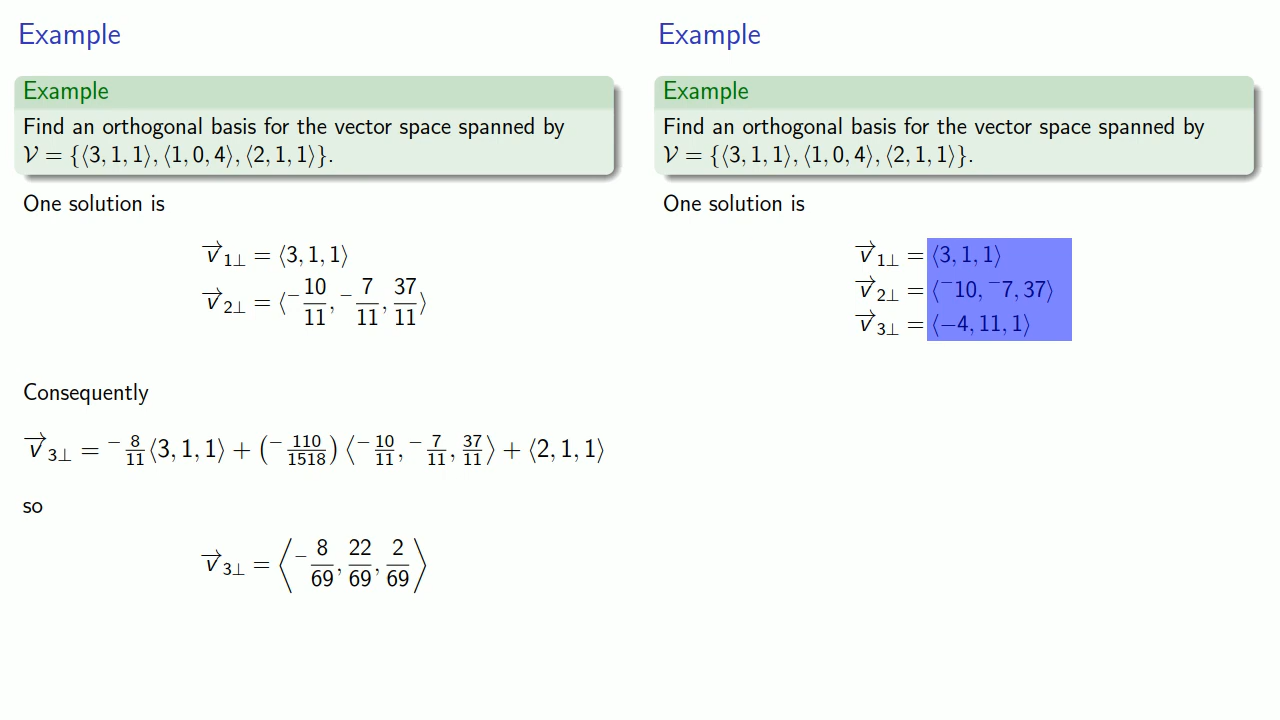 Example
Example
Find an orthogonal basis for the vector space spanned by
𝒱 = {⟨3, 1, 1⟩, ⟨1, 0, 4⟩, ⟨2, 1, 1⟩}.
One solution is
v⃗₁⊥ = ⟨3, 1, 1⟩
v⃗₂⊥ = ⟨⁻10/11, ⁻7/11, 37/11⟩
Consequently
v⃗₃⊥ = ⁻8/11⟨3, 1, 1⟩ + (⁻110/1518)⟨⁻10/11, ⁻7/11, 37/11⟩ + ⟨2, 1, 1⟩
so
v⃗₃⊥ = ⟨⁻8/69, 22/69, 2/69⟩
Example
Example
Find an orthogonal basis for the vector space spanned by
𝒱 = {⟨3, 1, 1⟩, ⟨1, 0, 4⟩, ⟨2, 1, 1⟩}.
One solution is
v⃗₁⊥ = ⟨3, 1, 1⟩
v⃗₂⊥ = ⟨⁻10, ⁻7, 37⟩
v⃗₃⊥ = ⟨−4, 11, 1⟩